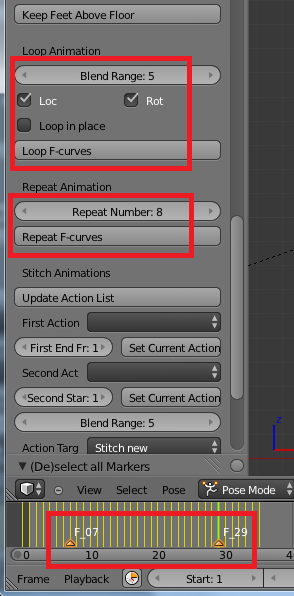 Keep Feet Above Floor
Loop Animation
Blend Range: 5
Loc Rot
Loop in place
Loop F-curves
Repeat Animation
Repeat Number: 8
Repeat F-curves
Stitch Animations
Update Action List
First Action
First End Fr: 1 Set Current Action
Second Act
Second Star: 1 Set Current Action
Blend Range: 5
Action Targ Stitch new
(De)select all Markers
View Select Pose Pose Mode
F_07 F_29
0 10 20 30 4
Frame Playback Start: 1
z